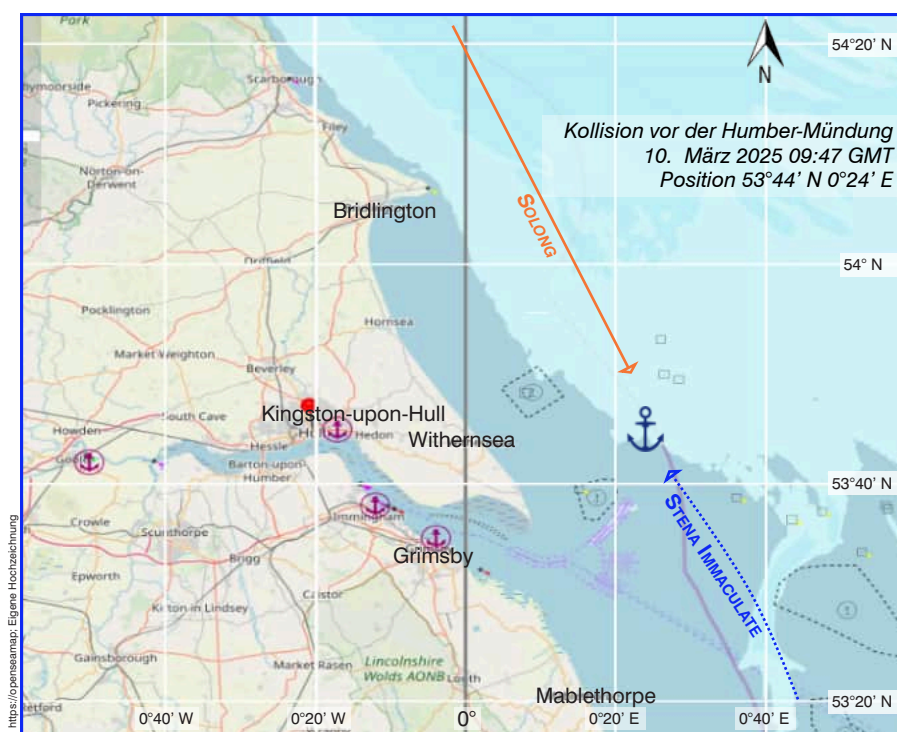 Park
54°20’ N
Scarborough
kbymoorside
Pickering
N
Filey
Kollision vor der Humber-Mündung
10. März 2025 09:47 GMT
Position 53°44’ N 0°24’ E
Norton-on-
Derwent
Bridlington
SOLONG
Driffield
54° N
Pocklington
Hornsea
Market Weighton
Beverley
South Cave
Kingston-upon-Hull
Howden
Hessle
Hedon
Withernsea
Goole
Barton-upon-
Humber
53°40’ N
Crowle
Immingham
Scunthorpe
Grimsby
STENA IMMACULATE
Brigg
Epworth
Caistor
Kirton in Lindsey
Gainsborough
Market Rasen
Lincolnshire
Wolds AONB
Louth
Mablethorpe
53°20’ N
Retford
0°40’ W
0°20’ W
0°
0°20’ E
0°40’ E
https://openseamap; Eigene Hochzeichnung